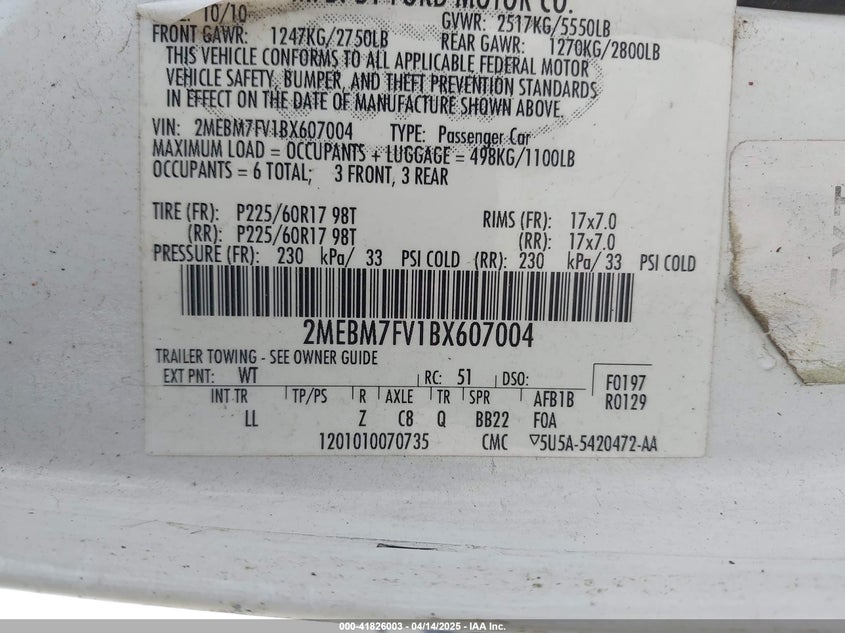 MOTOR CO.
10/10
GVWR: 2517KG/5550LB
FRONT GAWR: 1247KG/2750LB REAR GAWR: 1270KG/2800LB
THIS VEHICLE CONFORMS TO ALL APPLICABLE FEDERAL MOTOR
VEHICLE SAFETY, BUMPER, AND THEFT PREVENTION STANDARDS
IN EFFECT ON THE DATE OF MANUFACTURE SHOWN ABOVE.
VIN: 2MEBM7FV1BX607004 TYPE: Passenger Car
MAXIMUM LOAD = OCCUPANTS + LUGGAGE = 498KG/1100LB
OCCUPANTS = 6 TOTAL; 3 FRONT, 3 REAR
TIRE (FR): P225/60R17 98T RIMS (FR): 17x7.0
(RR): P225/60R17 98T (RR): 17x7.0
PRESSURE (FR): 230 kPa/ 33 PSI COLD (RR): 230 kPa/ 33 PSI COLD
2MEBM7FV1BX607004
TRAILER TOWING - SEE OWNER GUIDE
EXT PNT: WT RC: 51 DSO: F0197
INT TR TP/PS R AXLE TR SPR AFB1B R0129
LL Z C8 Q BB22 FOA
1201010070735 CMC ▽5U5A-5420472-AA
000-41826003 - 04/14/2025 - IAA Inc.